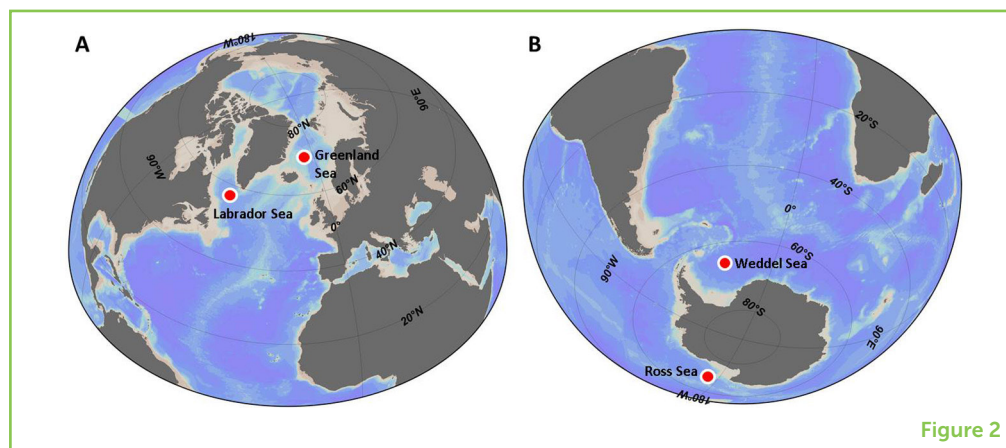 A
180°W
90°E
80°N
Greenland
Sea
90°W
60°N
Labrador Sea
0°
40°N
20°N
B
20°S
40°S
0°
60°S
90°W
Weddel Sea
80°S
90°E
Ross Sea
180°W
Figure 2